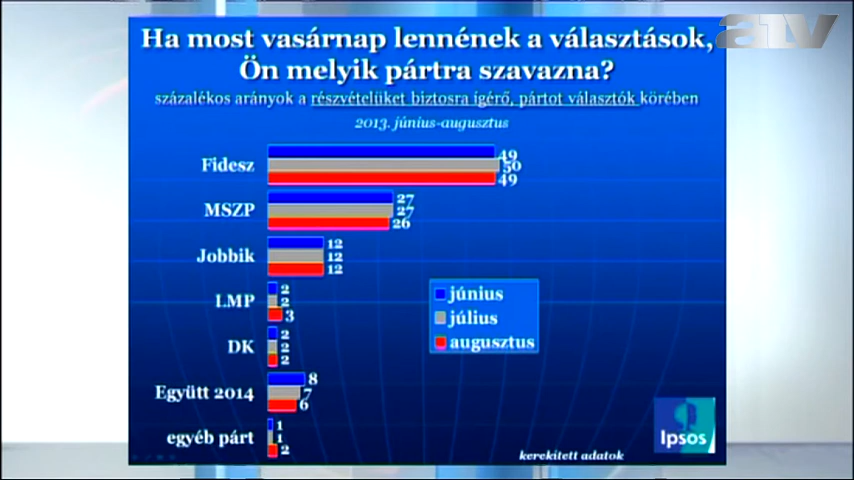 Ha most vasárnap lennének a választások,
Ön melyik pártra szavazna?
százalékos arányok a részvételüket biztosra ígérő, pártot választók körében
2013. június-augusztus
atv
Fidesz
49
50
49
MSZP
27
27
26
Jobbik
12
12
12
LMP
2
2
3
DK
2
2
2
Együtt 2014
8
7
6
egyéb párt
1
1
2
június
július
augusztus
Ipsos
kerekített adatok